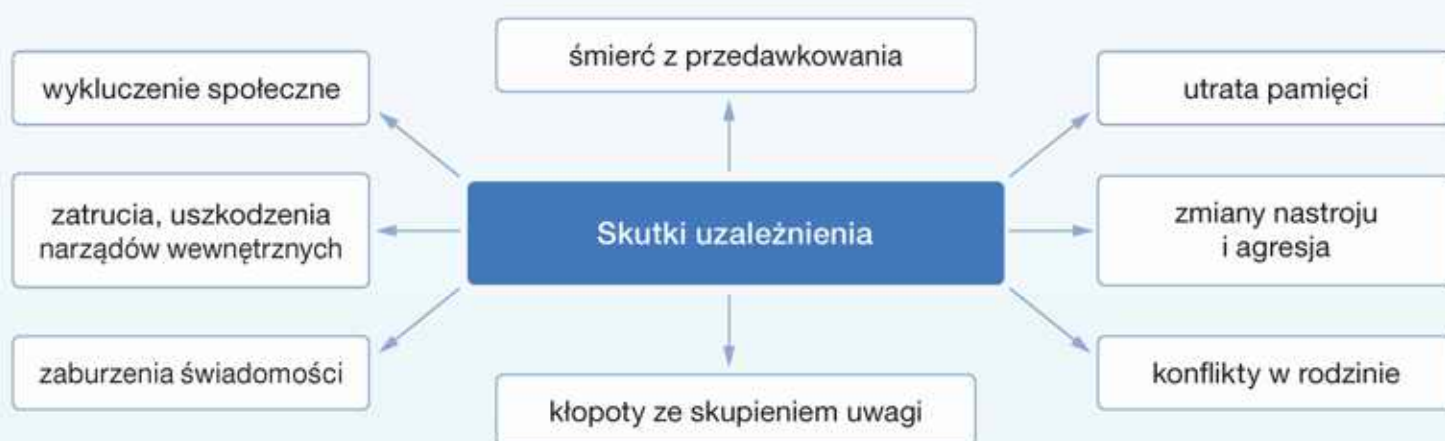 śmierć z przedawkowania
wykluczenie społeczne
utrata pamięci
zatrucia, uszkodzenia
narządów wewnętrznych
Skutki uzależnienia
zmiany nastroju
i agresja
zaburzenia świadomości
konflikty w rodzinie
kłopoty ze skupieniem uwagi